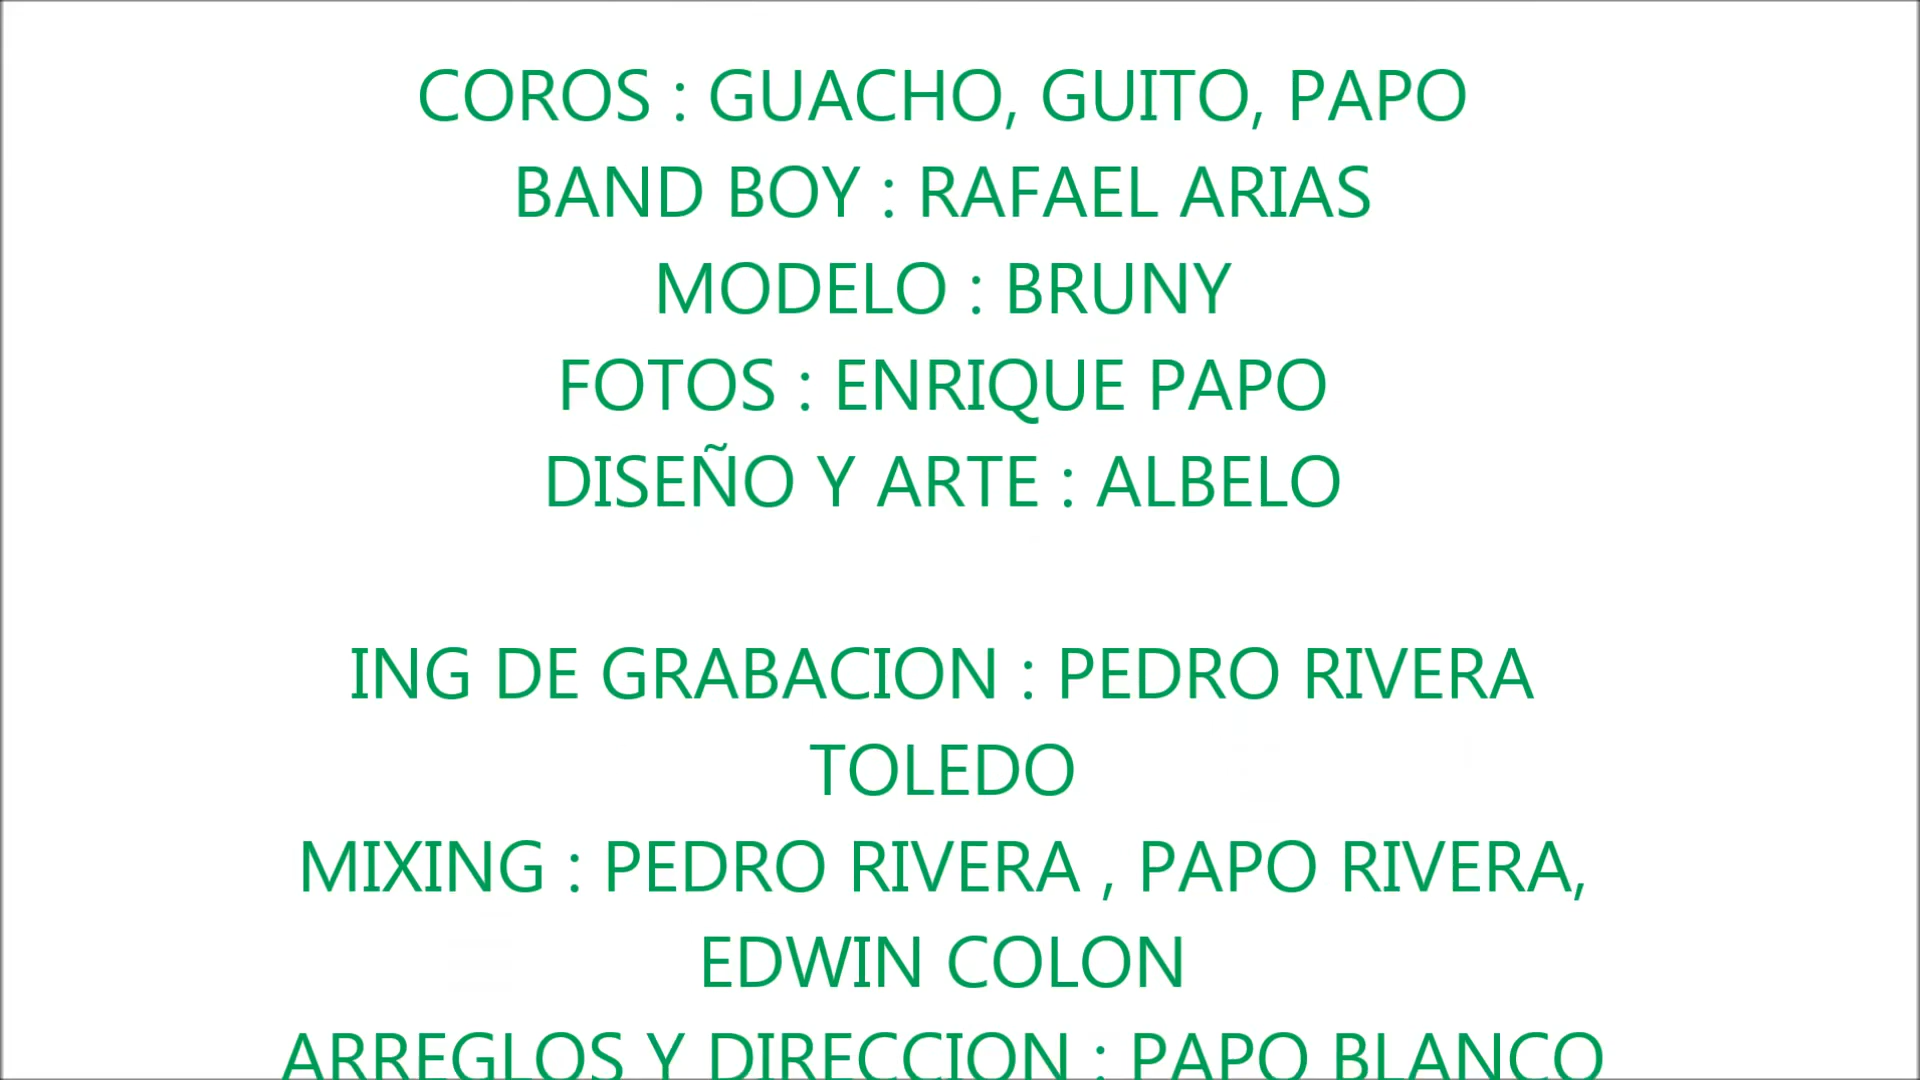 COROS : GUACHO, GUITO, PAPO
BAND BOY : RAFAEL ARIAS
MODELO : BRUNY
FOTOS : ENRIQUE PAPO
DISEÑO Y ARTE : ALBELO
ING DE GRABACION : PEDRO RIVERA
TOLEDO
MIXING : PEDRO RIVERA , PAPO RIVERA,
EDWIN COLON
ARREGLOS Y DIRECCION : PAPO BLANCO